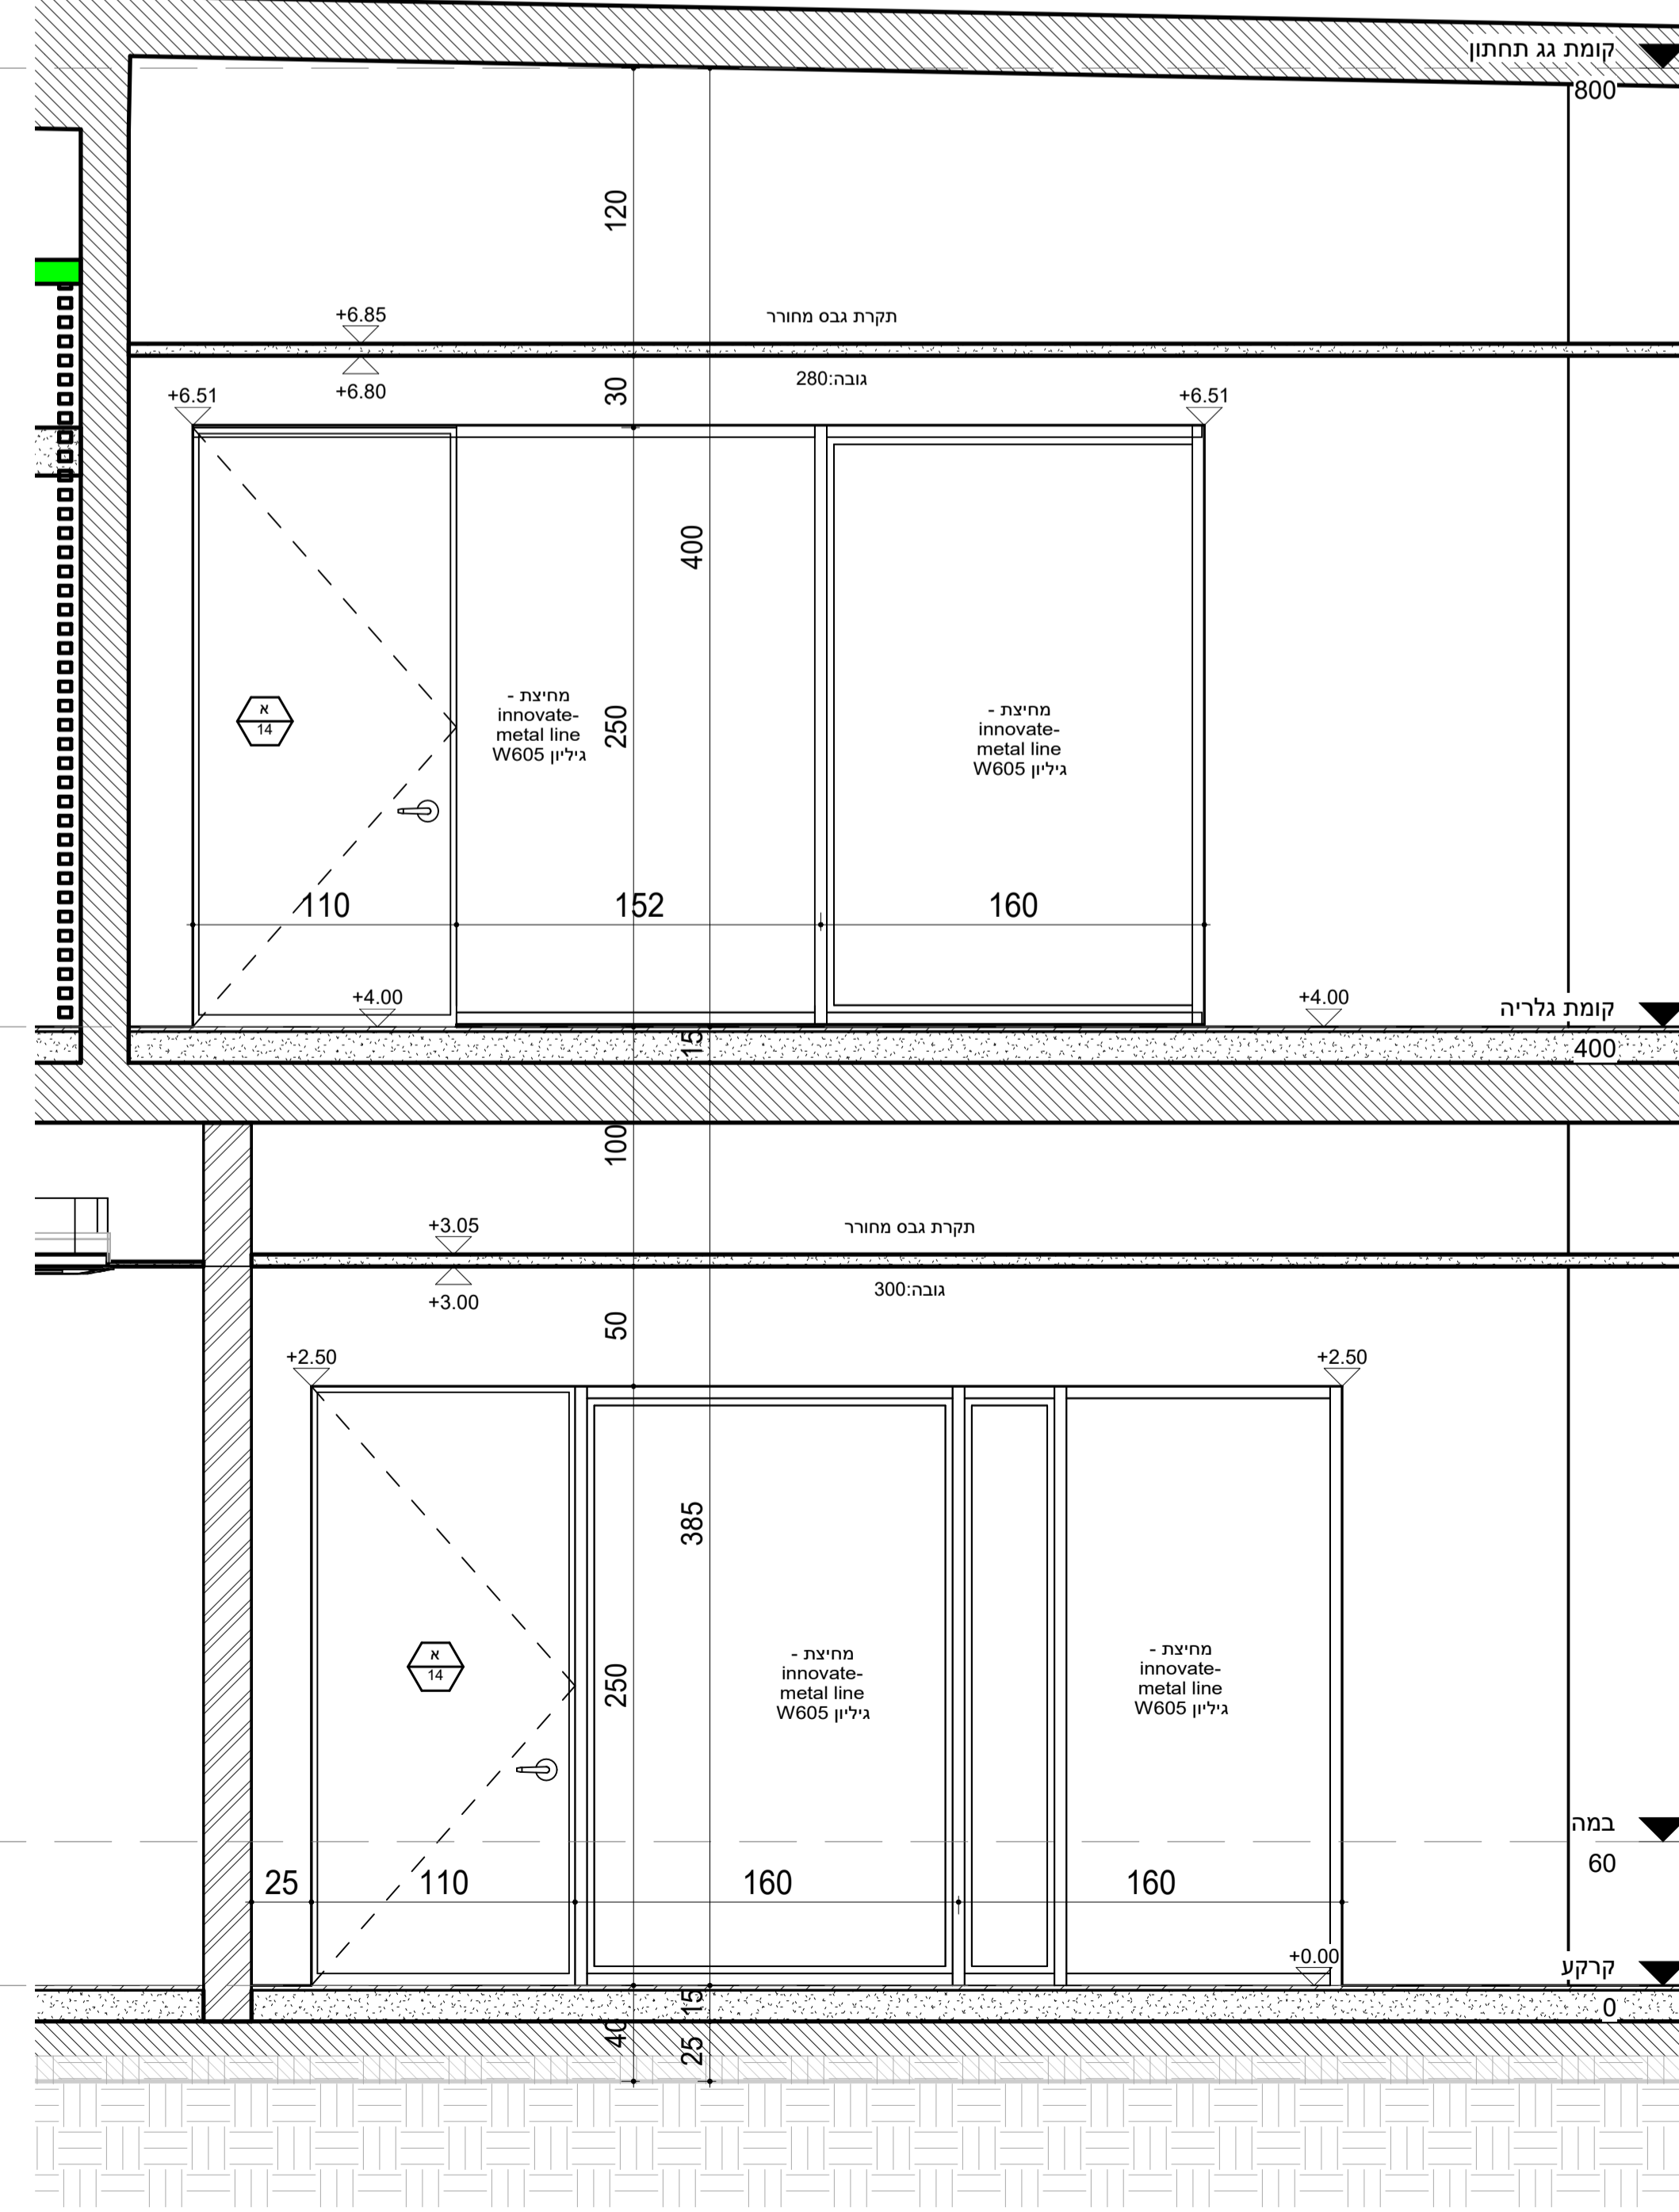 קומת גג תחתון
800
120
+6.85
תקרת גבס מחורר
+6.80
30
גובה:280
+6.51
+6.51
400
א
14
מחיצת -
innovate-
metal line
גיליון W605
250
מחיצת -
innovate-
metal line
גיליון W605
110
152
160
+4.00
+4.00
קומת גלריה
400
15
100
+3.05
תקרת גבס מחורר
+3.00
גובה:300
50
+2.50
+2.50
385
א
14
250
מחיצת -
innovate-
metal line
גיליון W605
מחיצת -
innovate-
metal line
גיליון W605
במה
60
25
110
160
160
+0.00
קרקע
0
15
40
25